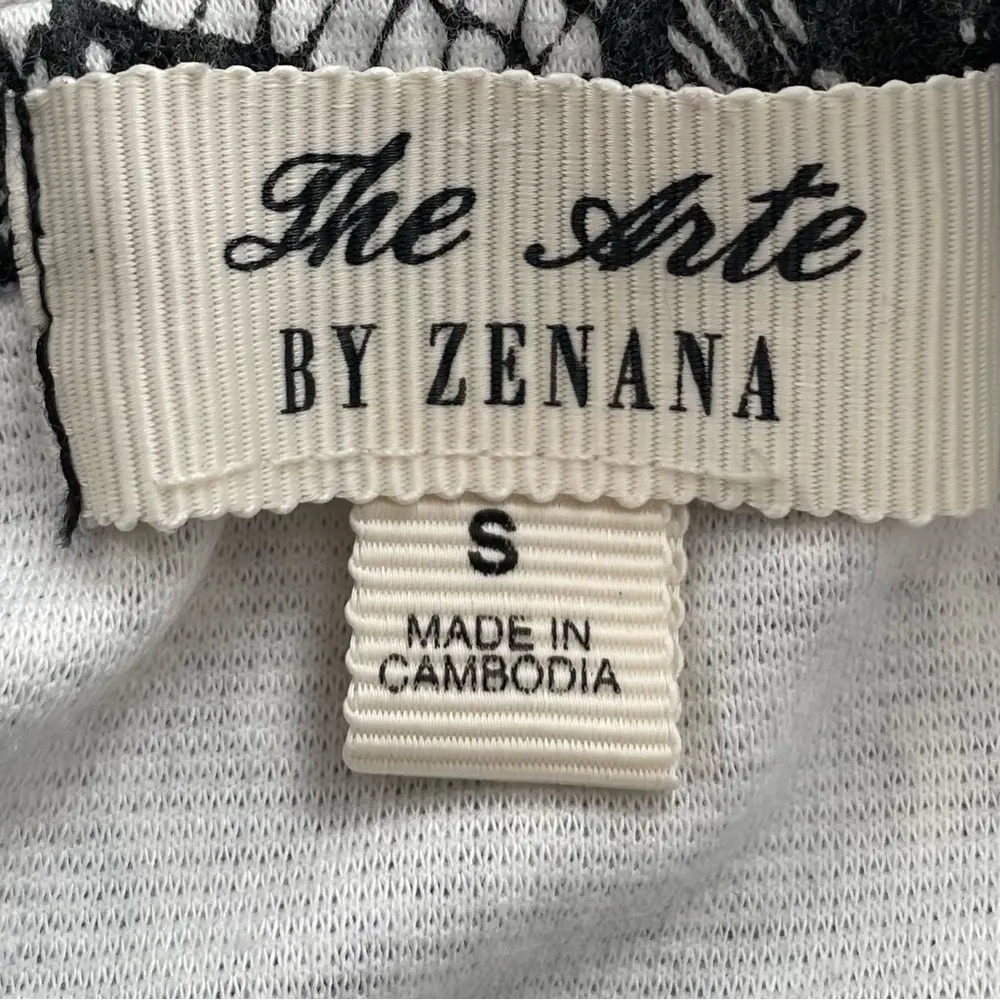 The Arte
BY ZENANA
S
MADE IN
CAMBODIA